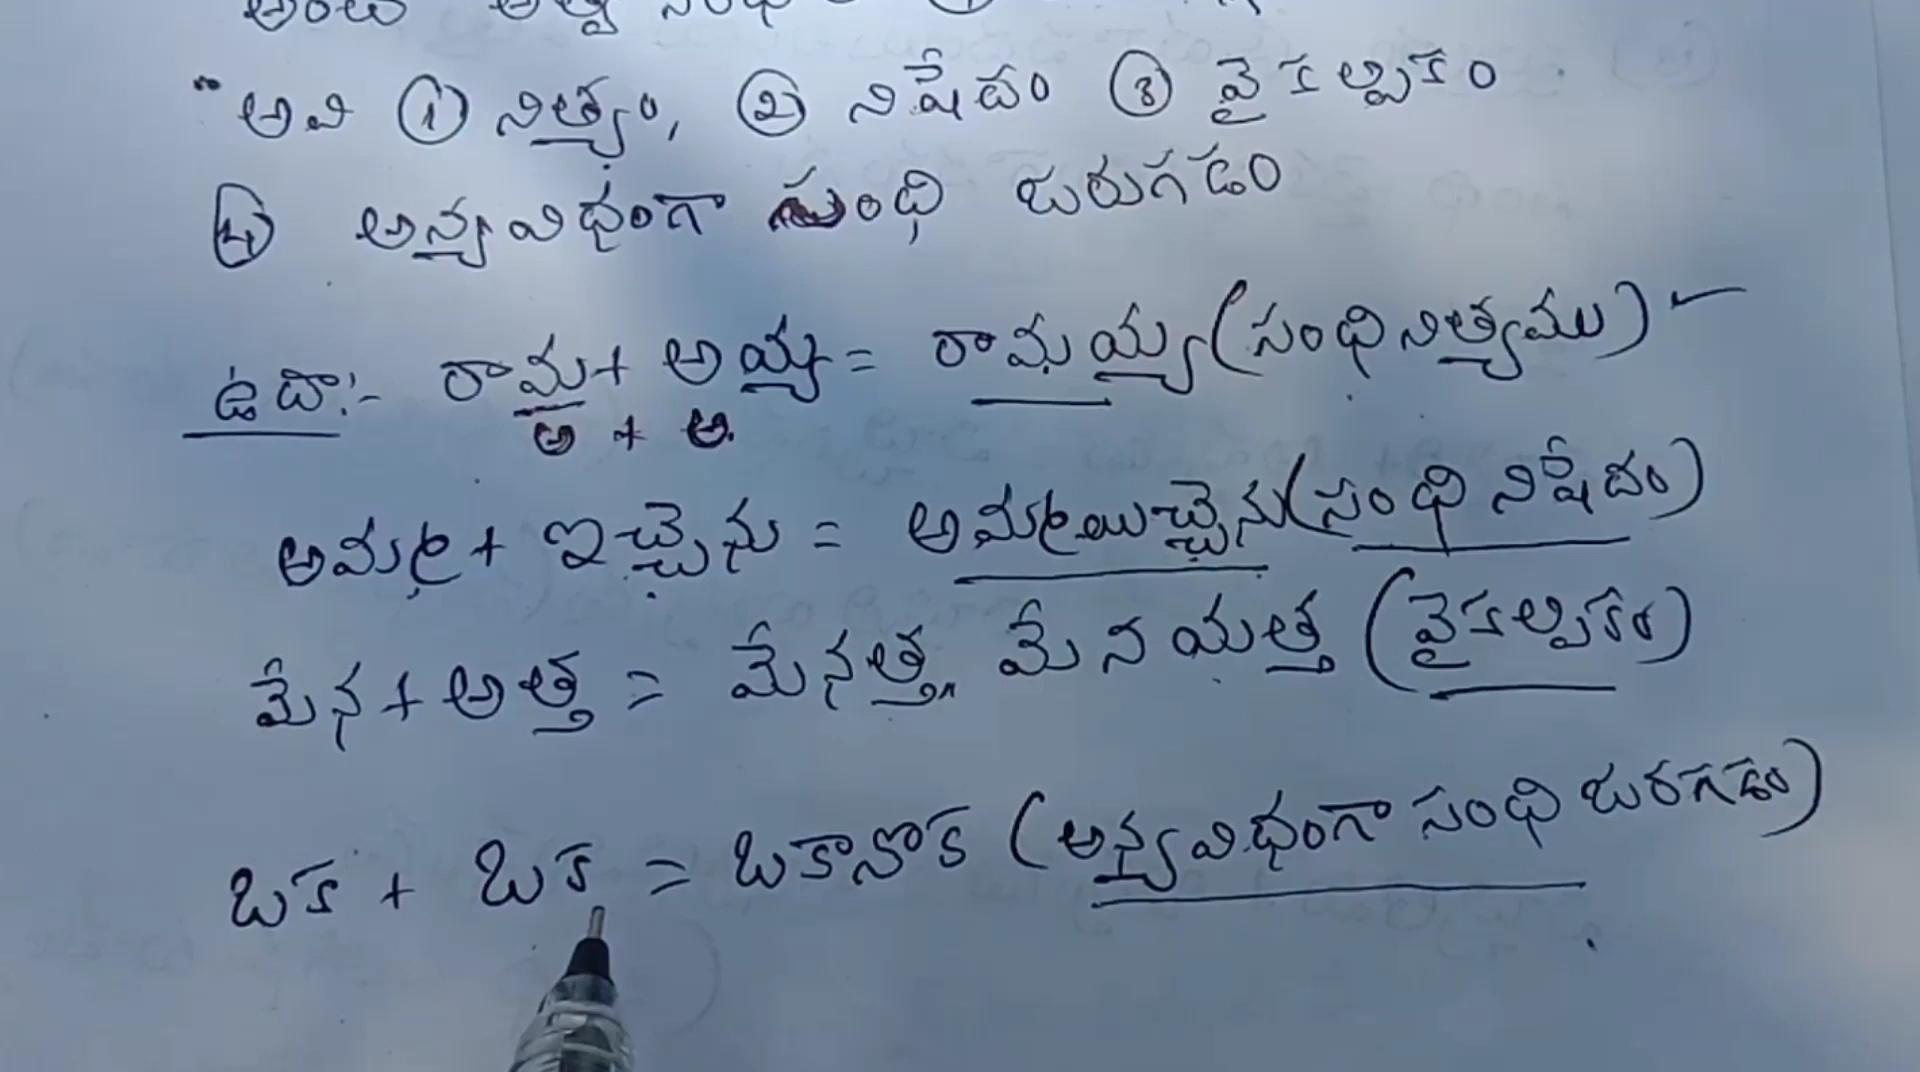 అవి ① నిత్యం, ② నిషేదం ③ వైకల్పికం
④ అన్యవిధంగా సంధి జరుగడం
ఉదా:- రామ + అయ్య = రామయ్య (సంధి నిత్యము)
అ + అ
అమ్మ + ఇచ్చెను = అమ్మయిచ్చెను (సంధి నిషేదం)
మేన + అత్త = మేనత్త, మేనయత్త (వైకల్పికం)
ఒక + ఒక = ఒకానొక (అన్యవిధంగా సంధి జరగడం)